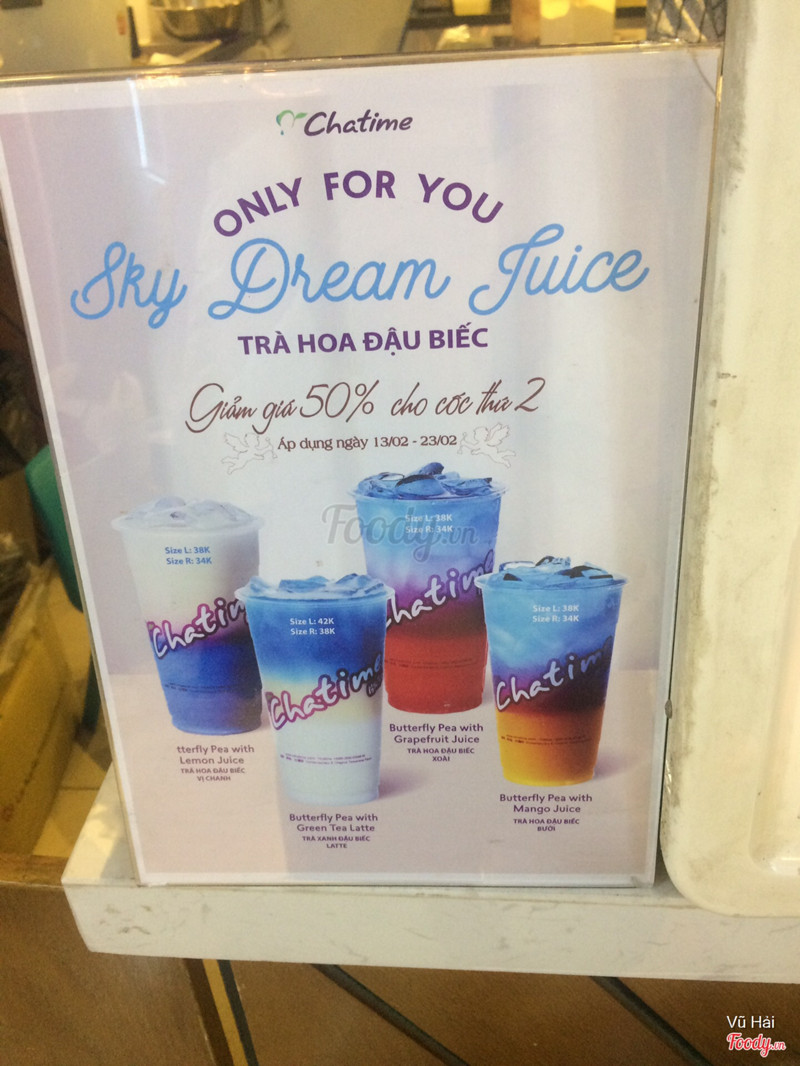 Chatime
ONLY FOR YOU
Sky Dream Juice
TRÀ HOA ĐẬU BIẾC
Giảm giá 50% cho cốc thứ 2
Áp dụng ngày 13/02 - 23/02
Foody.vn
Size L: 38K
Size R: 34K
Chatime
Size L: 38K
Size R: 34K
Chatim
Size L: 42K
Size R: 38K
Chatime
Size L: 38K
Size R: 34K
Chatim
tterfly Pea with
Lemon Juice
TRÀ HOA ĐẬU BIẾC
VỊ CHANH
Butterfly Pea with
Grapefruit Juice
TRÀ HOA ĐẬU BIẾC
XOÀI
Butterfly Pea with
Green Tea Latte
TRÀ XANH ĐẬU BIẾC
LATTE
Butterfly Pea with
Mango Juice
TRÀ HOA ĐẬU BIẾC
BƯỞI
Vũ Hải
Foody.vn